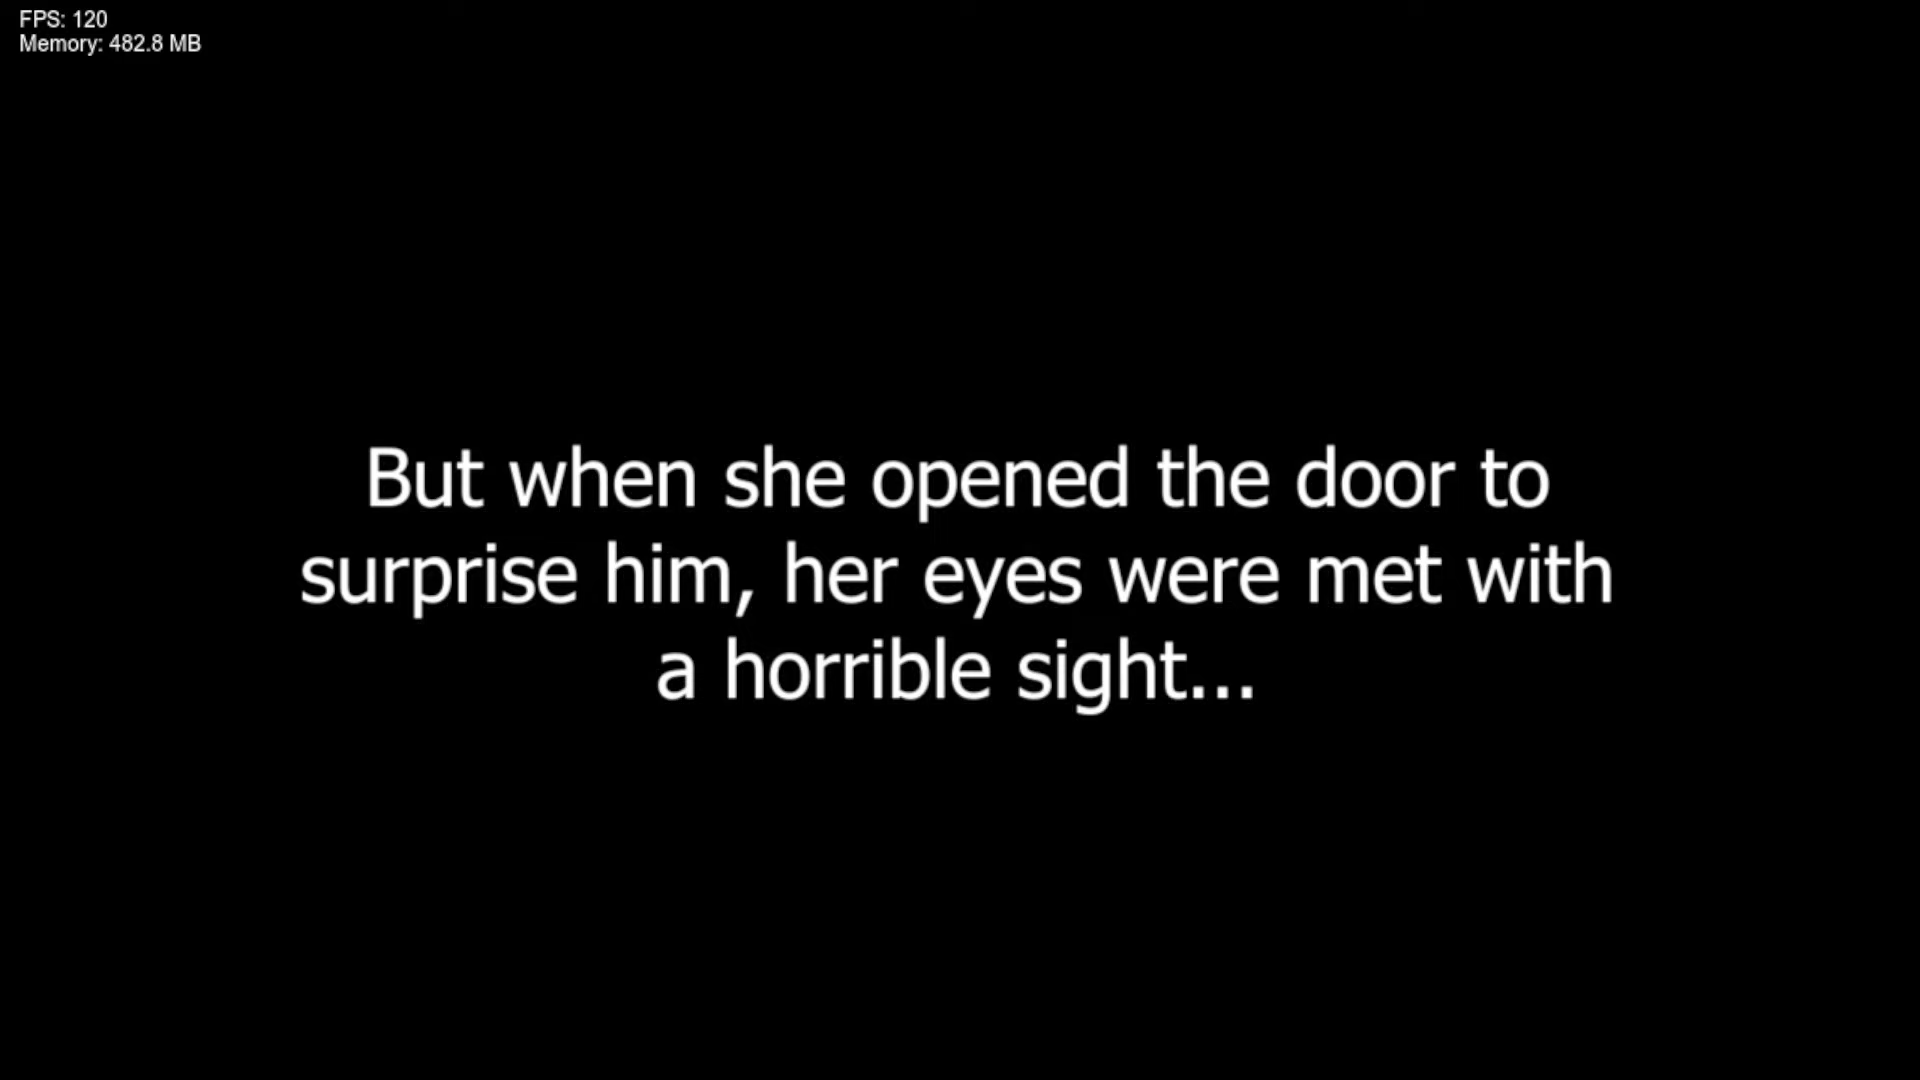 FPS: 120
Memory: 482.8 MB
But when she opened the door to
surprise him, her eyes were met with
a horrible sight...